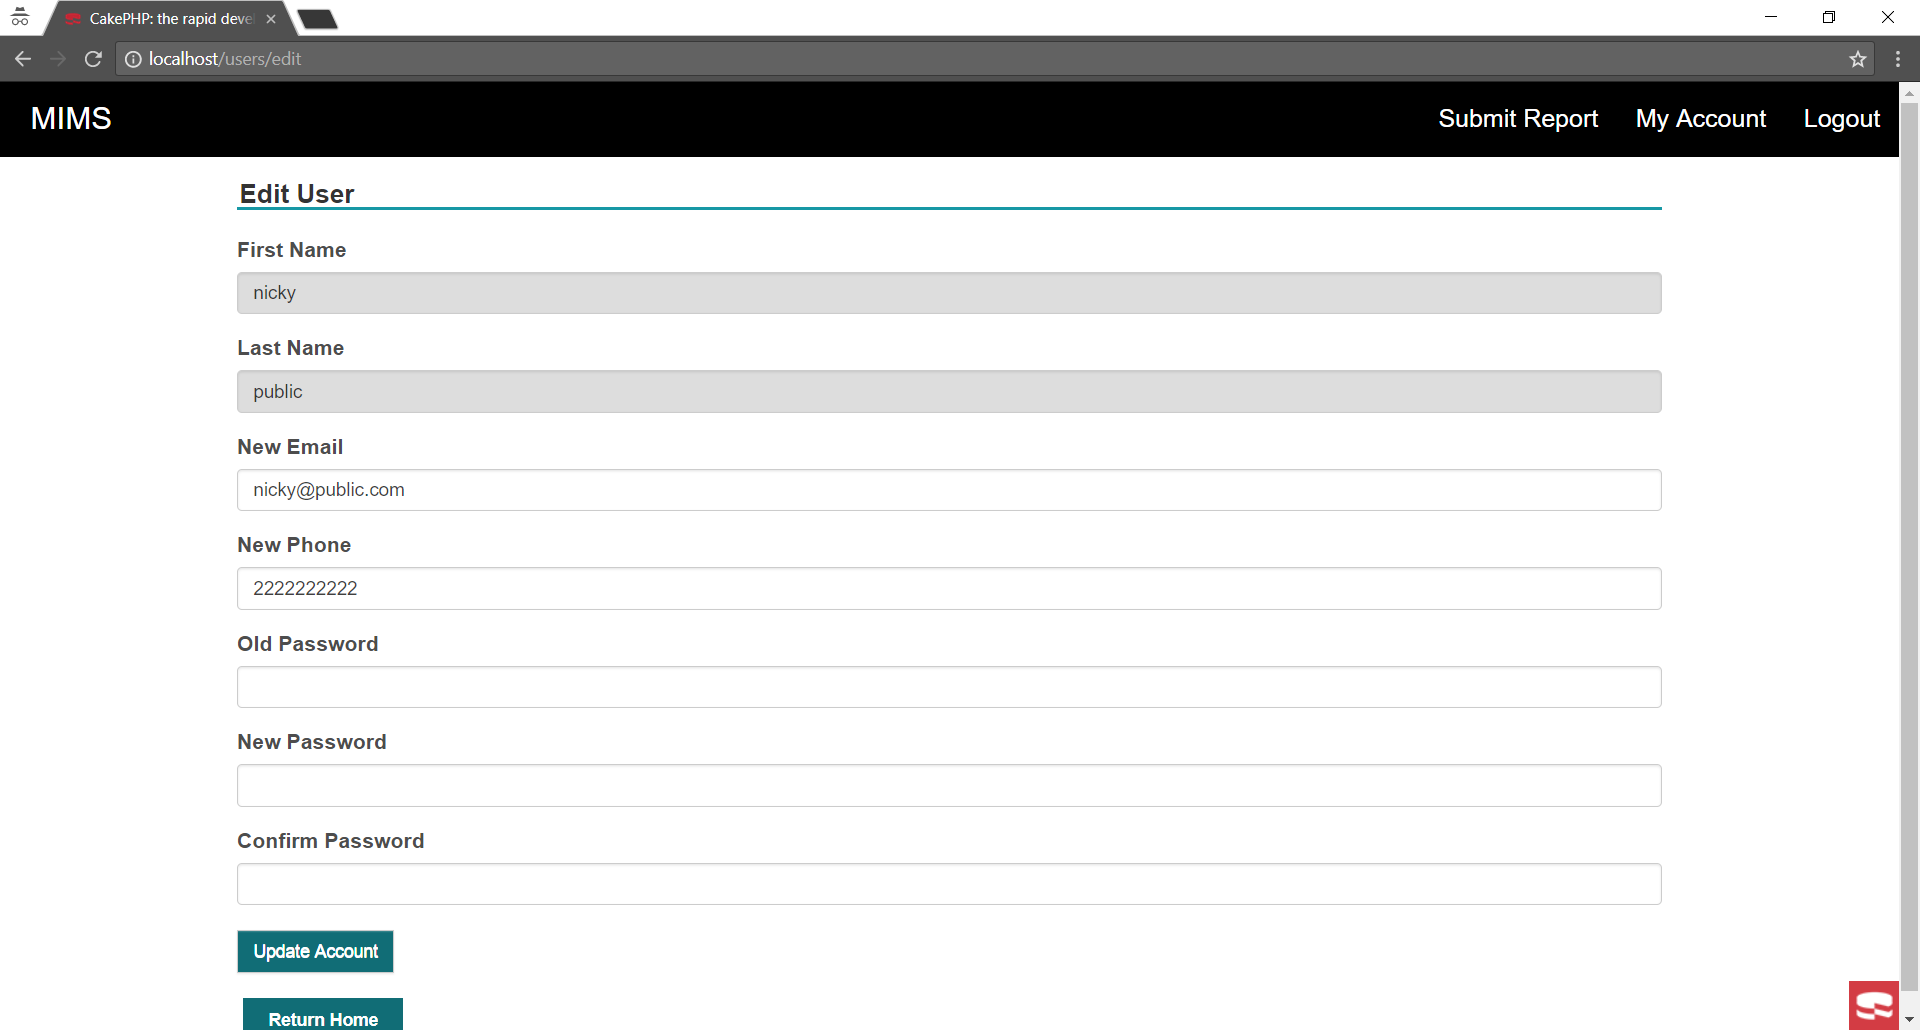 CakePHP: the rapid deve
localhost/users/edit
MIMS
Submit Report
My Account
Logout
Edit User
First Name
nicky
Last Name
public
New Email
nicky@public.com
New Phone
2222222222
Old Password
New Password
Confirm Password
Update Account
Return Home